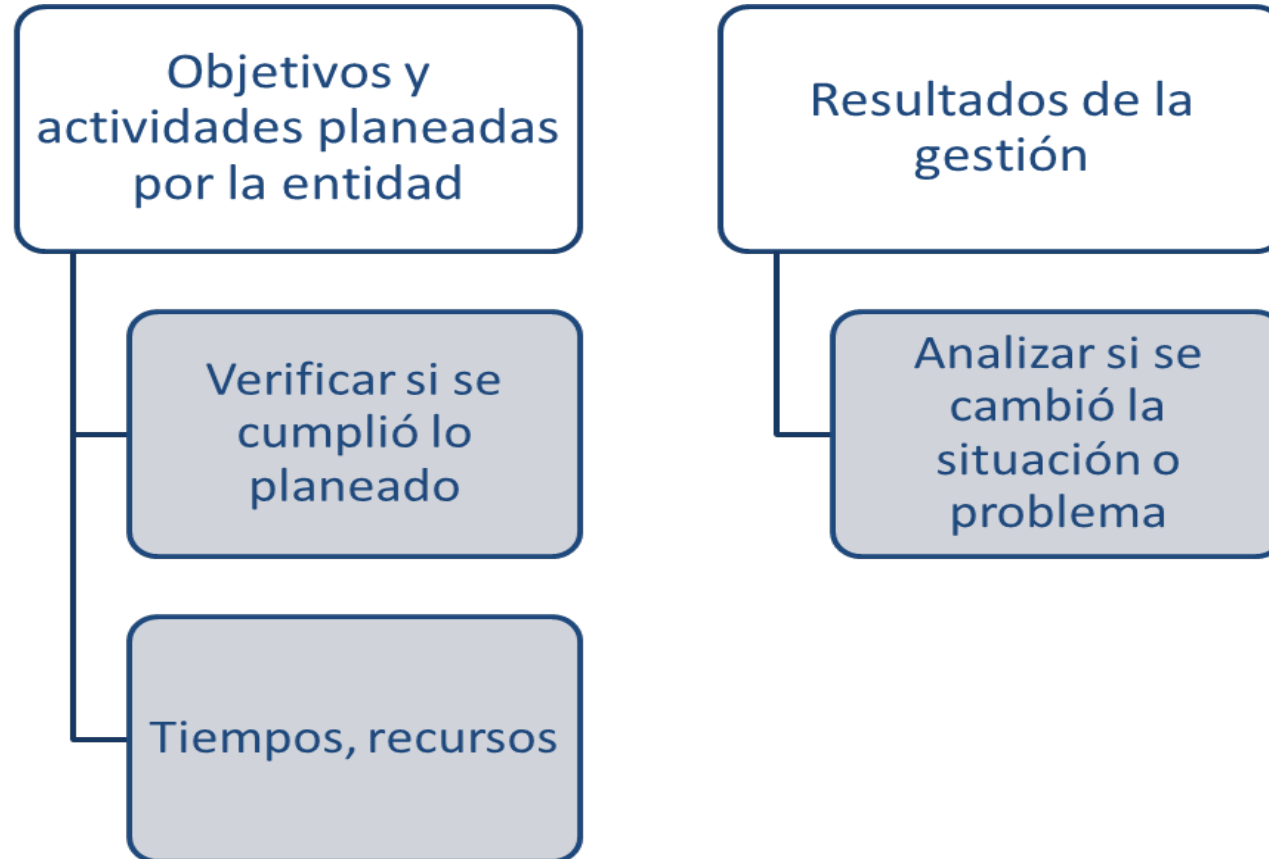 Objetivos y
actividades planeadas
por la entidad
Verificar si se
cumplió lo
planeado
Tiempos, recursos
Resultados de la
gestión
Analizar si se
cambió la
situación o
problema